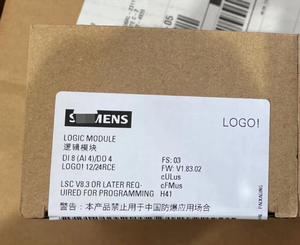 MENS
LOGO!
LOGIC MODULE
逻辑模块
DI 8 (AI 4)/DO 4 FS: 03
LOGO! 12/24RCE FW: V1.83.02
cULus
LSC V8.3 OR LATER REQ- cFMus
UIRED FOR PROGRAMMING H41
警告:本产品禁止用于中国防爆应用场合
PACKAGING